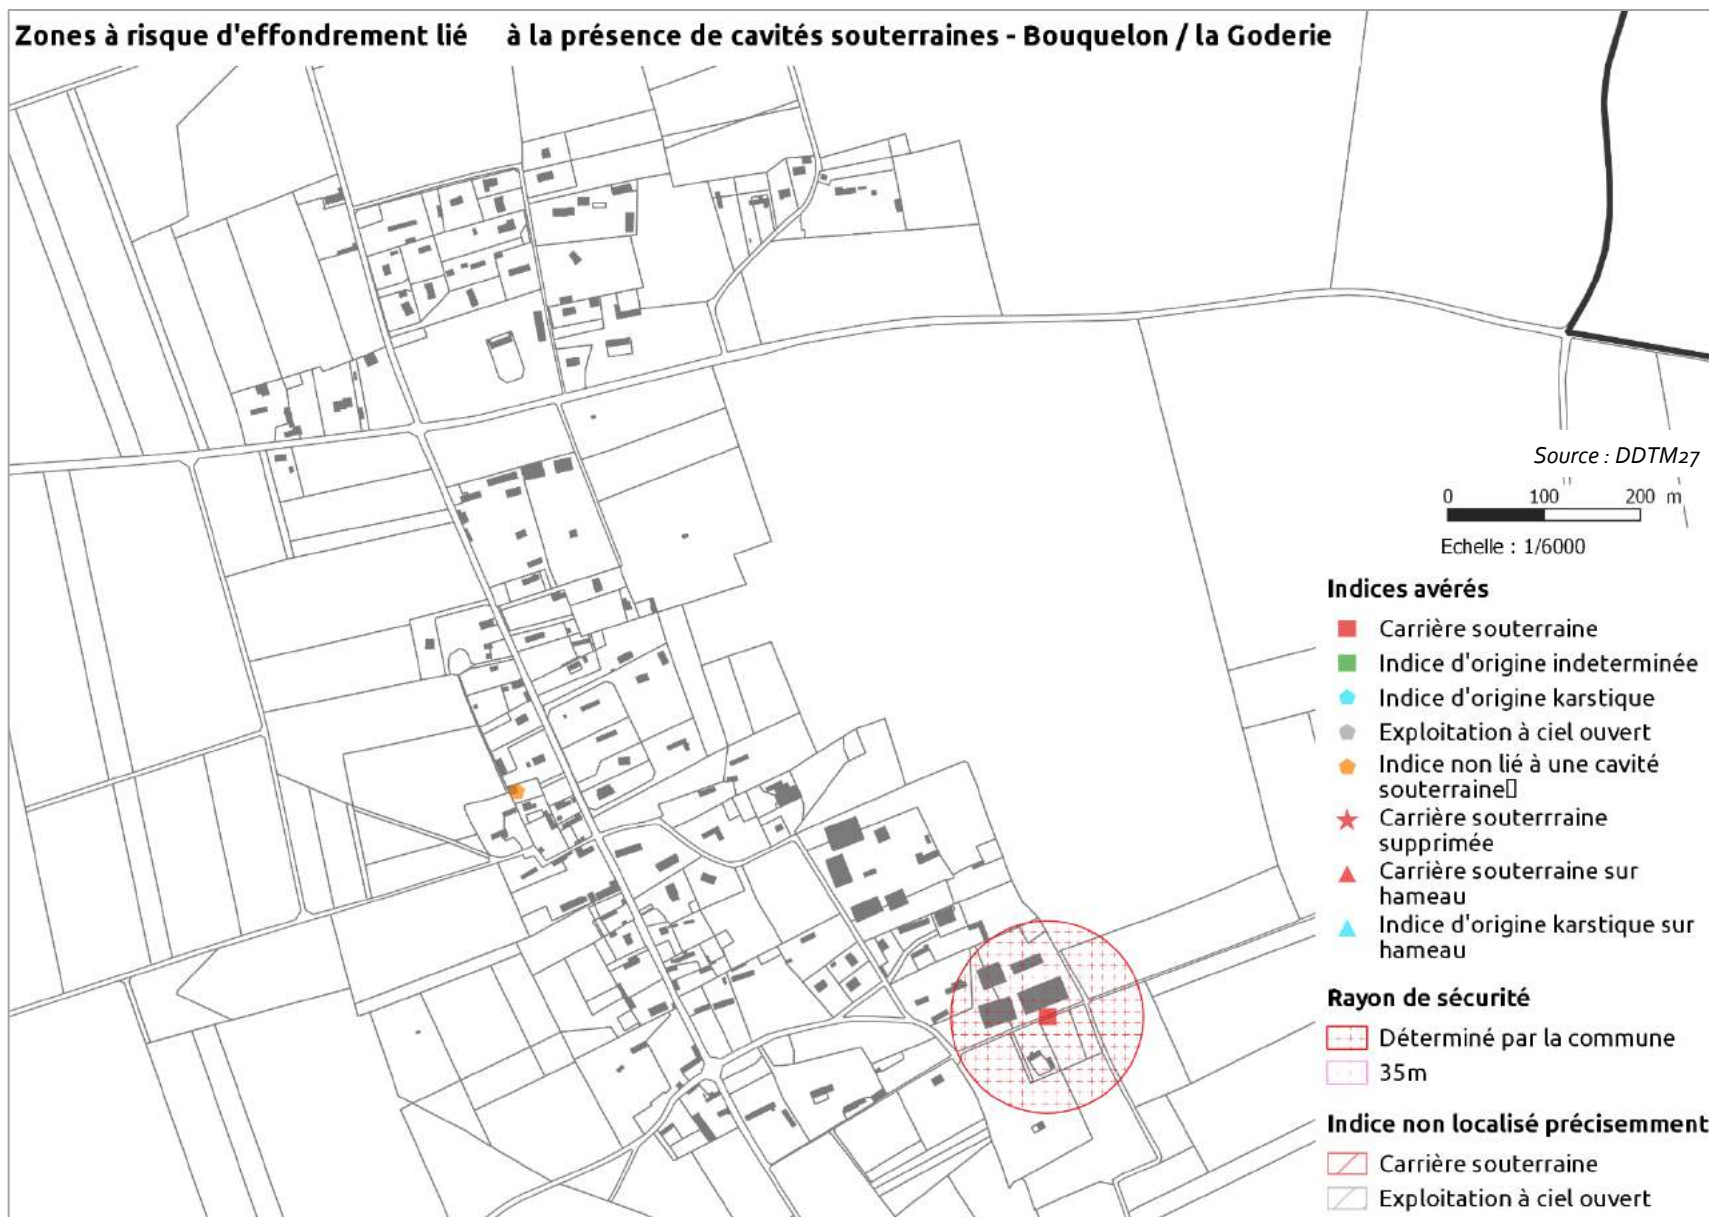 Zones à risque d'effondrement lié à la présence de cavités souterraines - Bouquelon / la Goderie
Source : DDTM27
0 100 200 m
Echelle : 1/6000
Indices avérés
Carrière souterraine
Indice d'origine indeterminée
Indice d'origine karstique
Exploitation à ciel ouvert
Indice non lié à une cavité
souterraine▯
Carrière souterrraine
supprimée
Carrière souterraine sur
hameau
Indice d'origine karstique sur
hameau
Rayon de sécurité
Déterminé par la commune
35m
Indice non localisé précisemment
Carrière souterraine
Exploitation à ciel ouvert